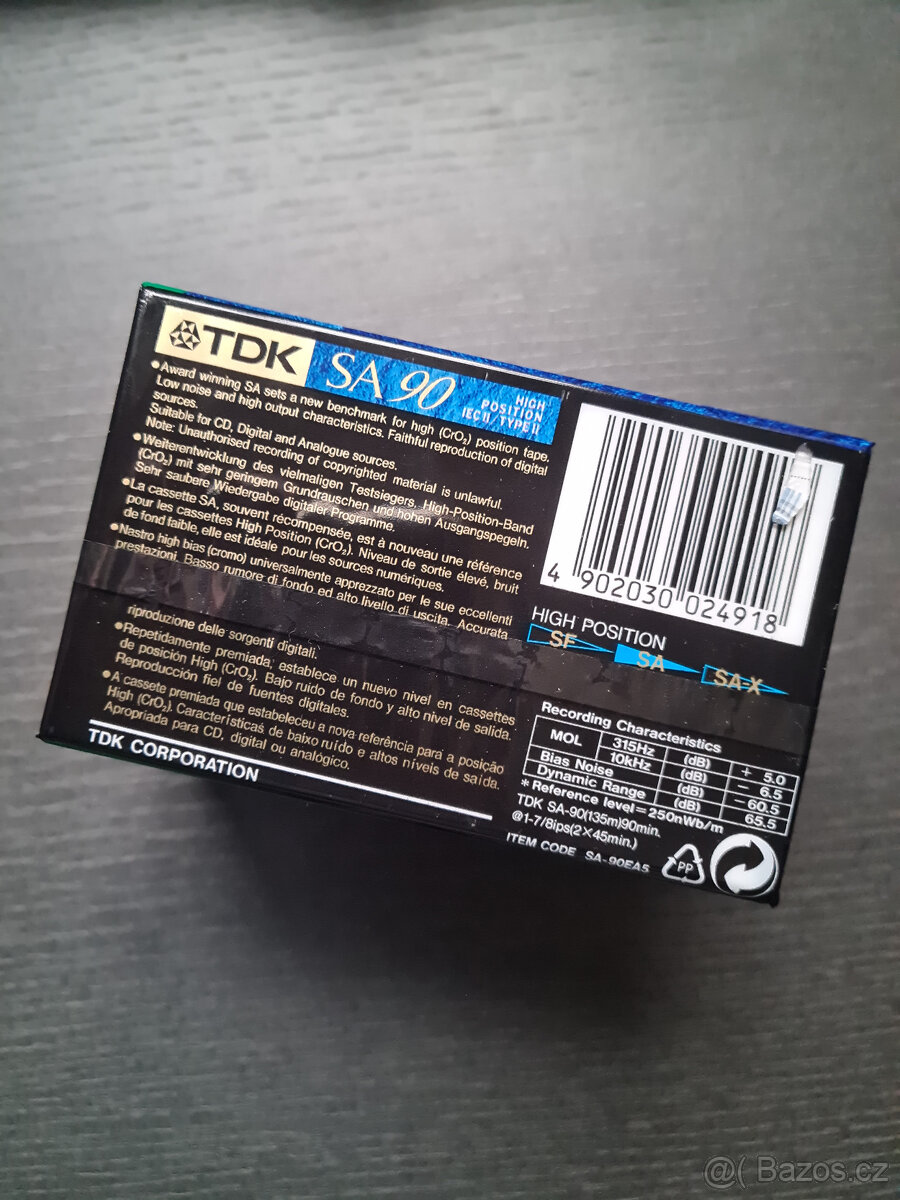 TDK SA 90
HIGH
POSITION
IEC II / TYPE II
•Award winning SA sets a new benchmark for high (CrO₂) position tape.
Low noise and high output characteristics. Faithful reproduction of digital
sources.
Suitable for CD, Digital and Analogue sources.
Note: Unauthorised recording of copyrighted material is unlawful.
•Weiterentwicklung des vielmaligen Testsiegers, High-Position-Band
(CrO₂) mit sehr geringem Grundrauschen und hohen Ausgangspegeln.
Sehr saubere Wiedergabe digitaler Programme.
•La cassette SA, souvent récompensée, est à nouveau une référence
pour les cassettes High Position (CrO₂). Niveau de sortie élevé, bruit
de fond faible, elle est idéale pour les sources numériques.
•Nastro high bias (cromo) universalmente apprezzato per le sue eccellenti
prestazioni. Basso rumore di fondo ed alto livello di uscita. Accurata
riproduzione delle sorgenti digitali.
•Repetidamente premiada, establece un nuevo nivel en cassettes
de posición High (CrO₂). Bajo ruido de fondo y alto nivel de salida.
Reproducción fiel de fuentes digitales.
•A cassete premiada que estabeleceu a nova referência para a posição
High (CrO₂). Características de baixo ruído e altos níveis de saída.
Apropriada para CD, digital ou analógico.
TDK CORPORATION
4 902030 024918
HIGH POSITION
SF SA SA-X
Recording Characteristics
MOL 315Hz (dB) + 5.0
10kHz (dB) − 6.5
Bias Noise (dB) −60.5
Dynamic Range (dB) 65.5
* Reference level=250nWb/m
TDK SA-90(135m)90min.
@1-7/8ips(2×45min.)
ITEM CODE SA-90EA5
PP
@( Bazos.cz